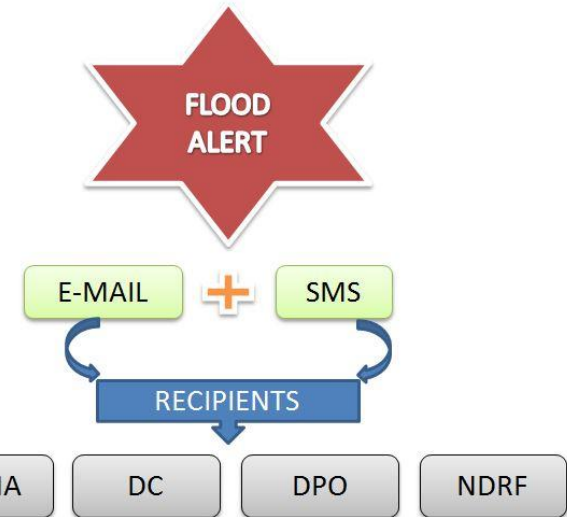 FLOOD
ALERT
E-MAIL
SMS
RECIPIENTS
DC
DPO
NDRF